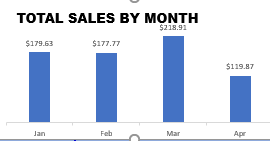 TOTAL SALES BY MONTH
$218.91
$179.63
$177.77
$119.87
Jan Feb Mar Apr